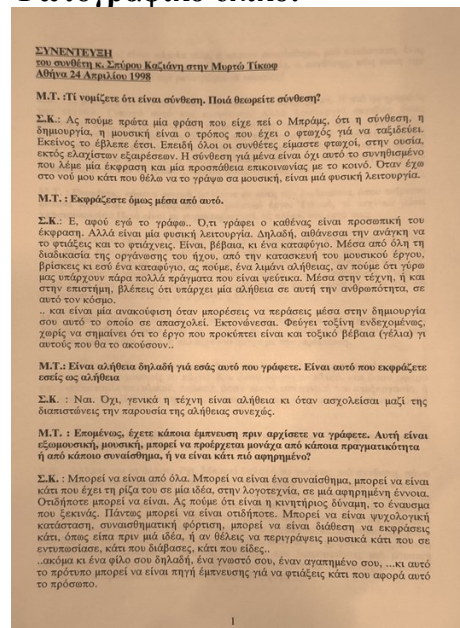 ΣΥΝΕΝΤΕΥΞΗ
του συνθέτη κ. Σπύρου Καζιάνη στην Μυρτώ Τίκωφ
Αθήνα 24 Απριλίου 1998
Μ.Τ. :Τί νομίζετε ότι είναι σύνθεση. Ποιά θεωρείτε σύνθεση?
Σ.Κ.: Ας πούμε πρώτα μία φράση που είχε πεί ο Μπράμς, ότι η σύνθεση, η
δημιουργία, η μουσική είναι ο τρόπος που έχει ο φτωχός γιά να ταξιδεύει.
Εκείνος το έβλεπε έτσι. Επειδή όλοι οι συνθέτες είμαστε φτωχοί, στην ουσία,
εκτός ελαχίστων εξαιρέσεων. Η σύνθεση γιά μένα είναι όχι αυτό το συνηθισμένο
που λέμε μία έκφραση και μία προσπάθεια επικοινωνίας με το κοινό. Όταν έχω
στο νού μου κάτι που θέλω να το γράψω σα μουσική, είναι μιά φυσική λειτουργία.
Μ.Τ. : Εκφράζεστε όμως μέσα από αυτό.
Σ.Κ.: Ε, αφού εγώ το γράφω.. Ό,τι γράφει ο καθένας είναι προσωπική του
έκφραση. Αλλά είναι μία φυσική λειτουργία. Δηλαδή, αιθάνεσαι την ανάγκη να
το φτιάξεις και το φτιάχνεις. Είναι, βέβαια, κι ένα καταφύγιο. Μέσα από όλη τη
διαδικασία της οργάνωσης του ήχου, από την κατασκευή του μουσικού έργου,
βρίσκεις κι εσύ ένα καταφύγιο, ας πούμε, ένα λιμάνι αλήθειας, αν πούμε ότι γύρω
μας υπάρχουν πάρα πολλά πράγματα που είναι ψεύτικα. Μέσα στην τέχνη, ή και
στην επιστήμη, βλέπεις ότι υπάρχει μία αλήθεια σε αυτή την ανθρωπότητα, σε
αυτό τον κόσμο.
.. και είναι μία ανακούφιση όταν μπορέσεις να περάσεις μέσα στην δημιουργία
σου αυτό το οποίο σε απασχολεί. Εκτονώνεσαι. Φεύγει τοξίνη ενδεχομένως,
χωρίς να σημαίνει ότι το έργο που προκύπτει είναι και τοξικό βέβαια (γέλια) γι
αυτούς που θα το ακούσουν..
Μ.Τ.: Είναι αλήθεια δηλαδή γιά εσάς αυτό που γράφετε. Είναι αυτό που εκφράζετε
εσείς ως αλήθεια
Σ.Κ. : Ναι. Όχι, γενικά η τέχνη είναι αλήθεια κι όταν ασχολείσαι μαζί της
διαπιστώνεις την παρουσία της αλήθειας συνεχώς.
Μ.Τ. : Επομένως, έχετε κάποια έμπνευση πριν αρχίσετε να γράφετε. Αυτή είναι
εξωμουσική, μουσική, μπορεί να προέρχεται μονάχα από κάποια πραγματικότητα
ή από κάποιο συναίσθημα, ή να είναι κάτι πιό αφηρημένο?
Σ.Κ. : Μπορεί να είναι από όλα. Μπορεί να είναι ένα συναίσθημα, μπορεί να είναι
κάτι που έχει τη ρίζα του σε μία ιδέα, στην λογοτεχνία, σε μιά αφηρημένη έννοια.
Οτιδήποτε μπορεί να είναι. Ας πούμε ότι είναι η κινητήριος δύναμη, το έναυσμα
που ξεκινάς. Πάντως μπορεί να είναι οτιδήποτε. Μπορεί να είναι ψυχολογική
κατάσταση, συναισθηματική φόρτιση, μπορεί να είναι διάθεση να εκφράσεις
κάτι, όπως είπα πριν μιά ιδέα, ή αν θέλεις να περιγράψεις μουσικά κάτι που σε
εντυπωσίασε, κάτι που διάβασες, κάτι που είδες..
..ακόμα κι ένα φίλο σου δηλαδή, ένα γνωστό σου, έναν αγαπημένο σου, ...κι αυτό
το πρότυπο μπορεί να είναι πηγή έμπνευσης γιά να φτιάξεις κάτι που αφορά αυτό
το πρόσωπο.
1